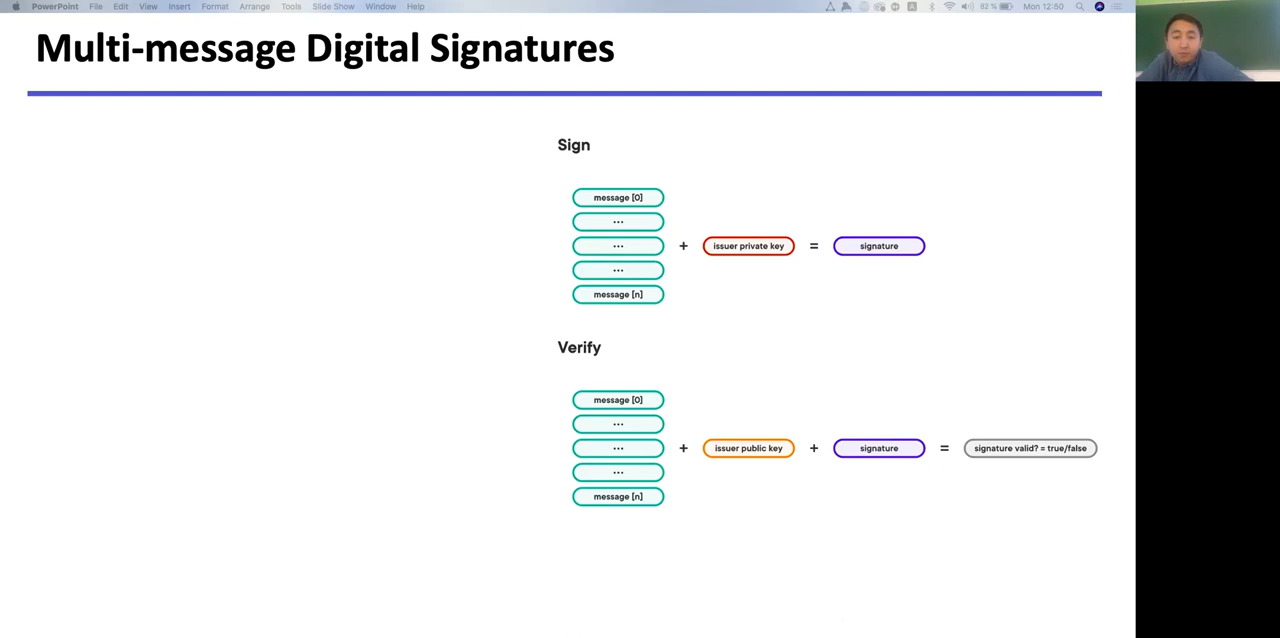 PowerPoint File Edit View Insert Format Arrange Tools Slide Show Window Help 82 % Mon 12:50
Multi-message Digital Signatures
Sign
message [0]
...
... + issuer private key = signature
...
message [n]
Verify
message [0]
...
... + issuer public key + signature = signature valid? = true/false
...
message [n]